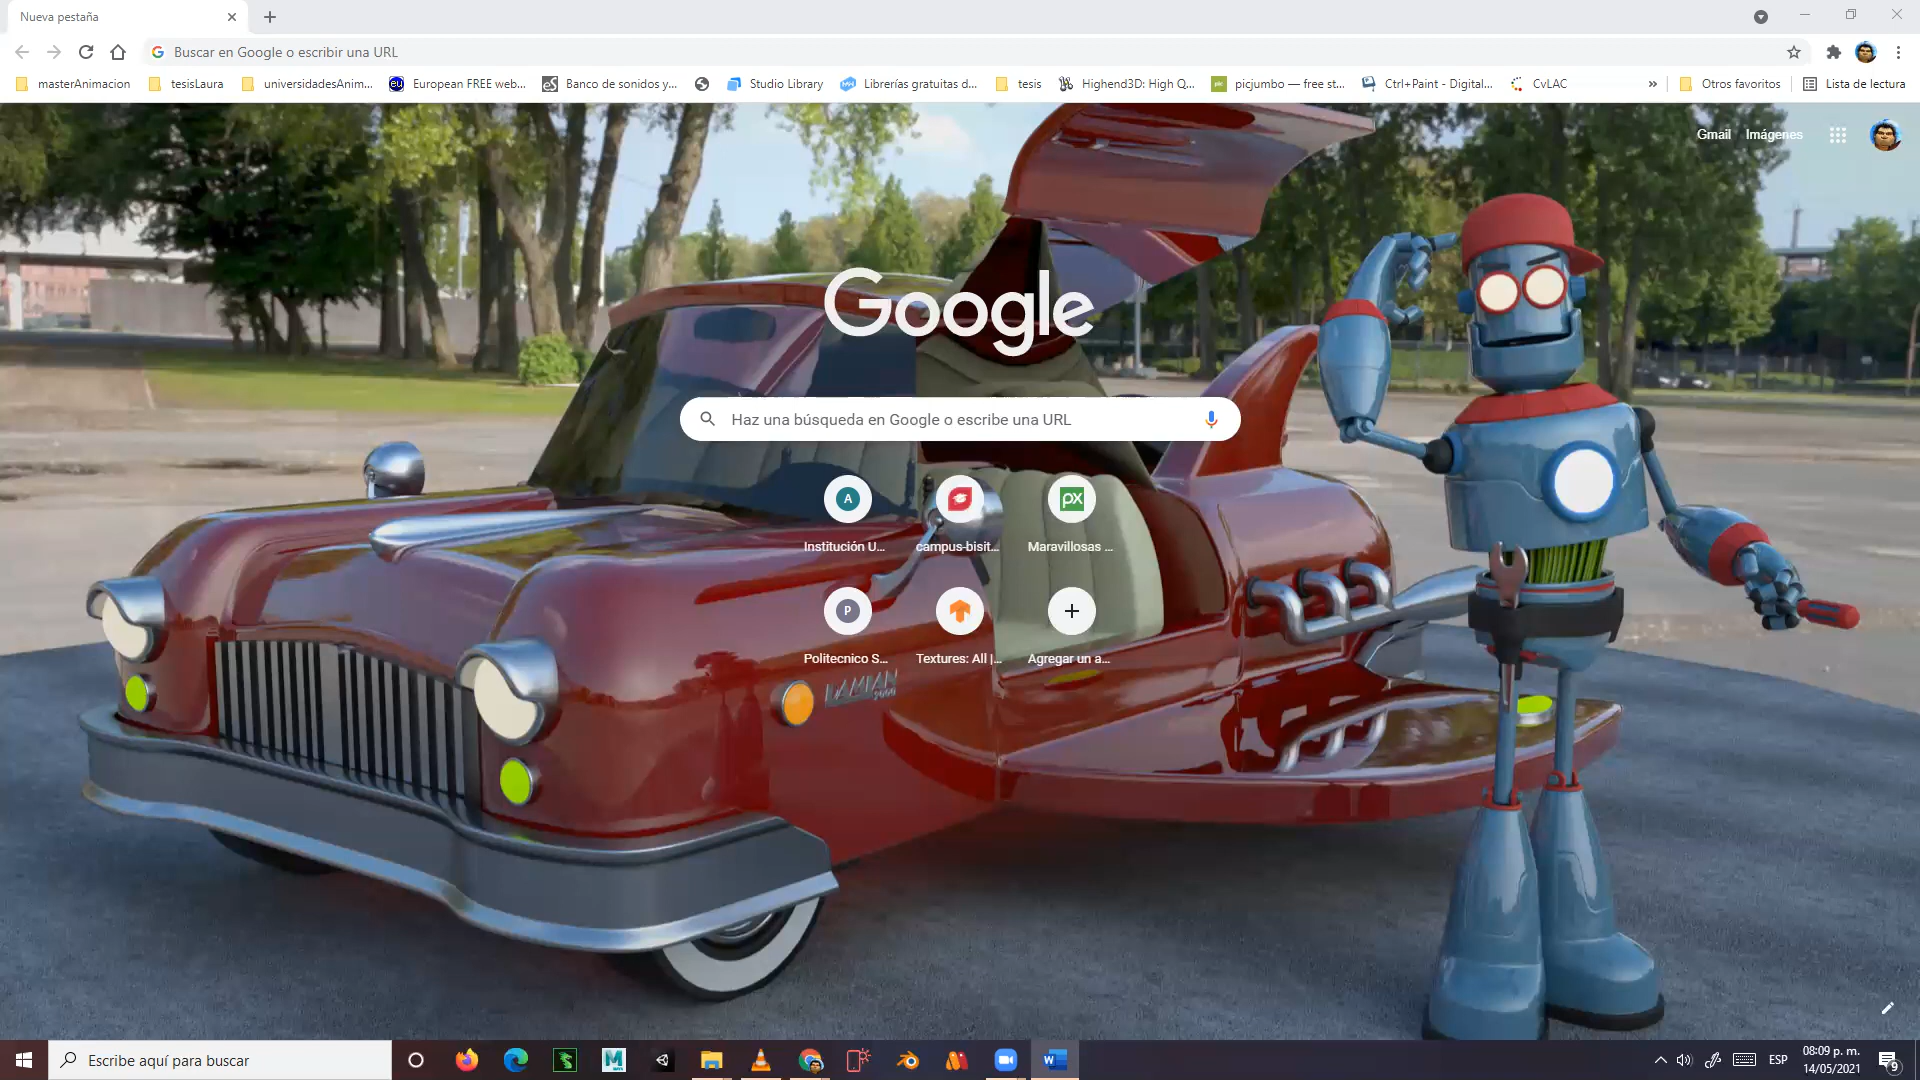 Nueva pestaña
Buscar en Google o escribir una URL
masterAnimacion
tesisLaura
universidadesAnim...
European FREE web...
Banco de sonidos y...
Studio Library
Librerías gratuitas d...
tesis
Highend3D: High Q...
picjumbo — free st...
Ctrl+Paint - Digital...
CvLAC
»
Otros favoritos
Lista de lectura
Gmail
Imágenes
Google
Haz una búsqueda en Google o escribe una URL
A
px
Institución U...
campus-bisit...
Maravillosas ...
P
Politecnico S...
Textures: All |...
Agregar un a...
Escribe aquí para buscar
ESP
08:09 p. m.
14/05/2021
9